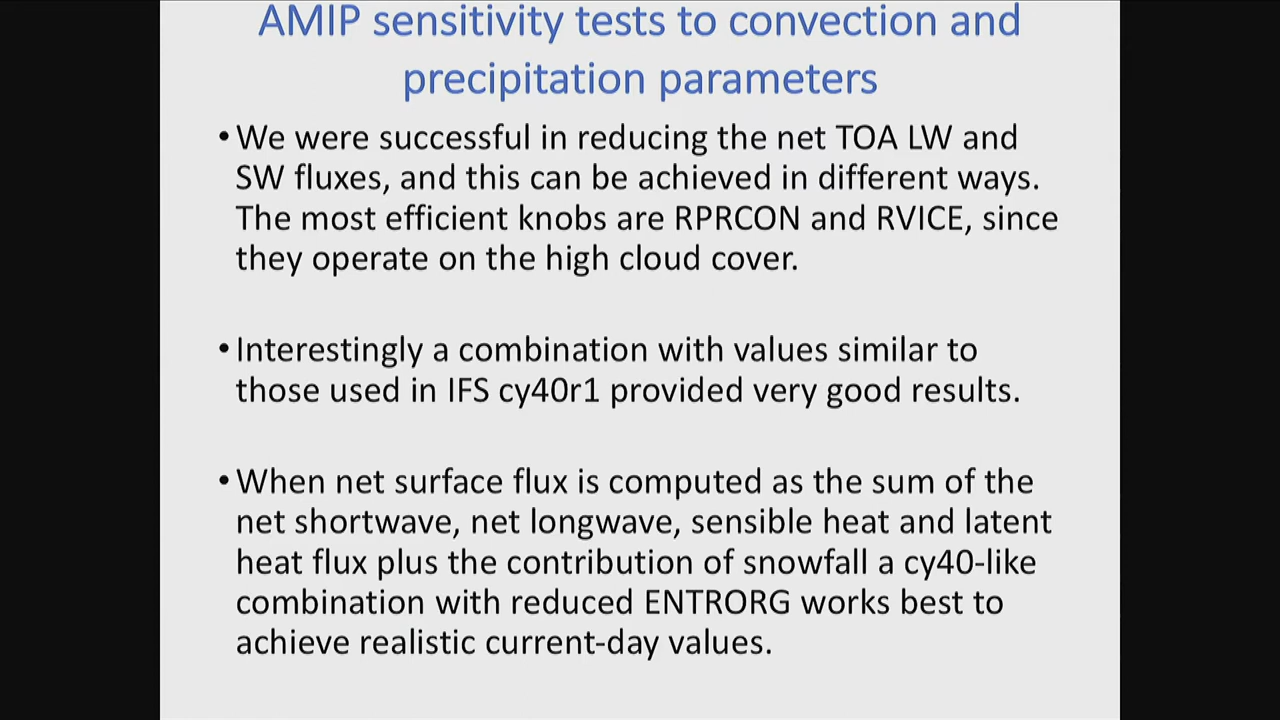 AMIP sensitivity tests to convection and
precipitation parameters
•We were successful in reducing the net TOA LW and
SW fluxes, and this can be achieved in different ways.
The most efficient knobs are RPRCON and RVICE, since
they operate on the high cloud cover.
•Interestingly a combination with values similar to
those used in IFS cy40r1 provided very good results.
•When net surface flux is computed as the sum of the
net shortwave, net longwave, sensible heat and latent
heat flux plus the contribution of snowfall a cy40-like
combination with reduced ENTRORG works best to
achieve realistic current-day values.